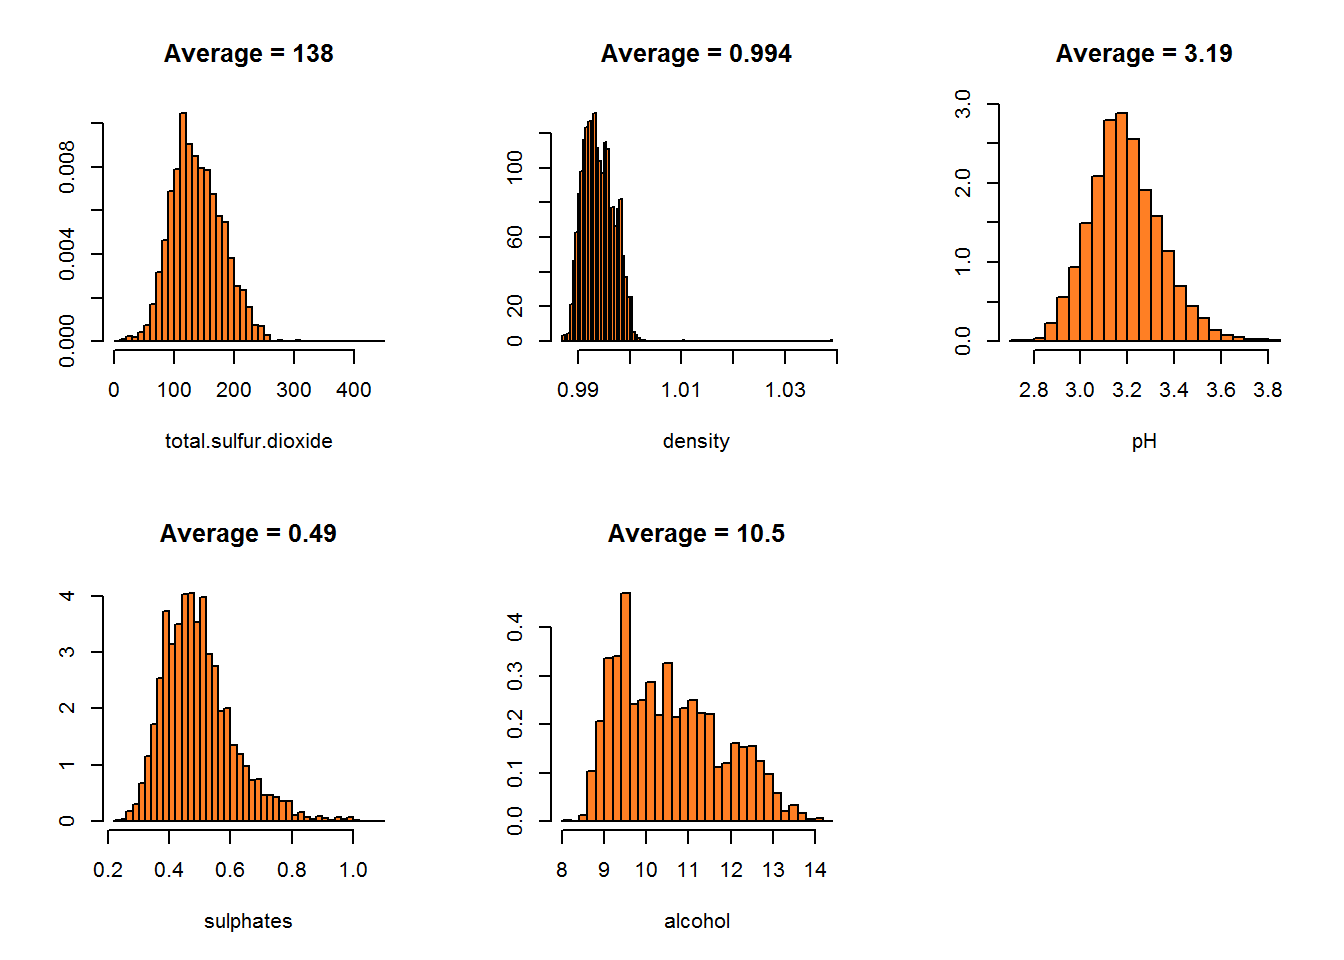 Average = 138
0.000 0.004 0.008
0 100 200 300 400
total.sulfur.dioxide
Average = 0.994
0 20 60 100
0.99 1.01 1.03
density
Average = 3.19
0.0 1.0 2.0 3.0
2.8 3.0 3.2 3.4 3.6 3.8
pH
Average = 0.49
0 1 2 3 4
0.2 0.4 0.6 0.8 1.0
sulphates
Average = 10.5
0.0 0.1 0.2 0.3 0.4
8 9 10 11 12 13 14
alcohol